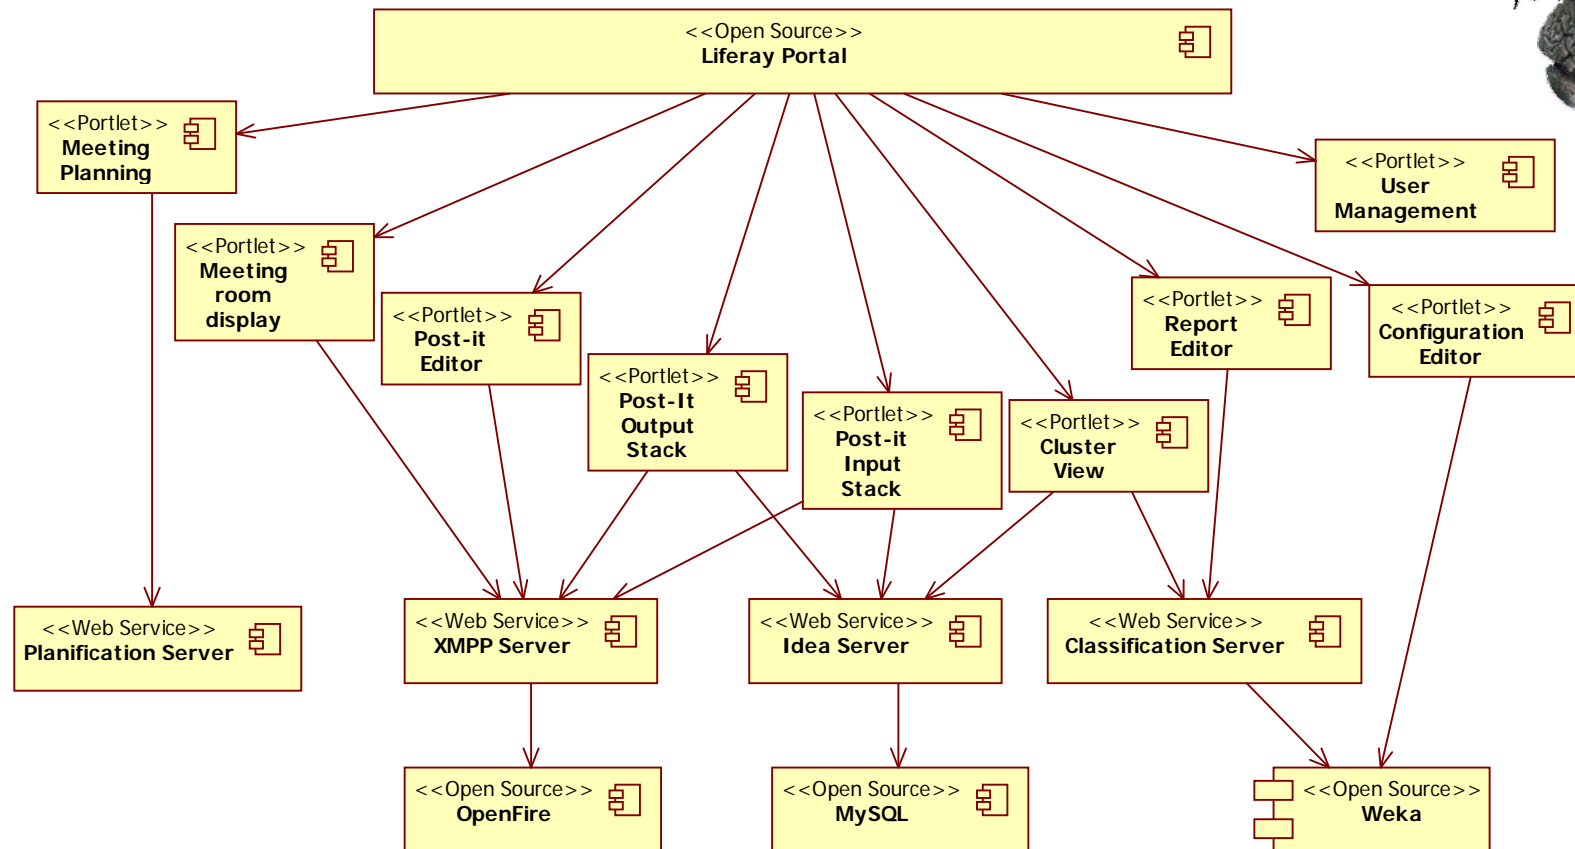 <<Open Source>>
Liferay Portal
<<Portlet>>
Meeting
Planning
<<Portlet>>
User
Management
<<Portlet>>
Meeting
room
display
<<Portlet>>
Post-it
Editor
<<Portlet>>
Post-It
Output
Stack
<<Portlet>>
Post-it
Input
Stack
<<Portlet>>
Cluster
View
<<Portlet>>
Report
Editor
<<Portlet>>
Configuration
Editor
<<Web Service>>
Planification Server
<<Web Service>>
XMPP Server
<<Web Service>>
Idea Server
<<Web Service>>
Classification Server
<<Open Source>>
OpenFire
<<Open Source>>
MySQL
<<Open Source>>
Weka